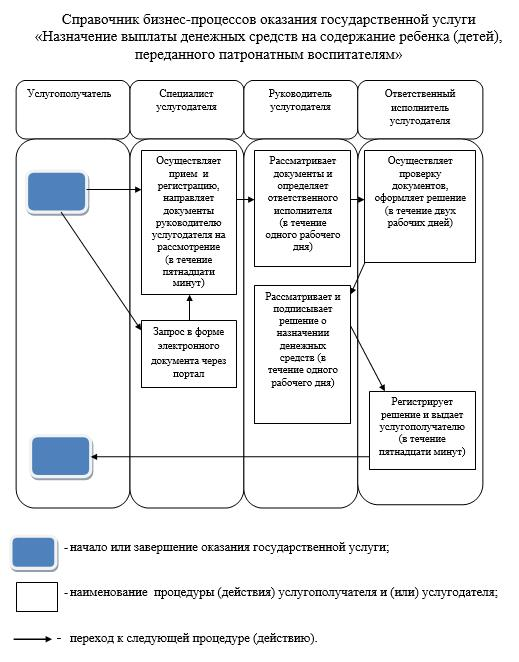 Справочник бизнес-процессов оказания государственной услуги
«Назначение выплаты денежных средств на содержание ребенка (детей),
переданного патронатным воспитателям»
Услугополучатель
Специалист
услугодателя
Руководитель
услугодателя
Ответственный
исполнитель
услугодателя
Осуществляет
прием и
регистрацию,
направляет
документы
руководителю
услугодателя на
рассмотрение
(в течение
пятнадцати
минут)
Рассматривает
документы и
определяет
ответственного
исполнителя
(в течение
одного рабочего
дня)
Осуществляет
проверку
документов,
оформляет решение
(в течение двух
рабочих дней)
Запрос в форме
электронного
документа через
портал
Рассматривает и
подписывает
решение о
назначении
денежных
средств (в
течение одного
рабочего дня)
Регистрирует
решение и выдает
услугополучателю
(в течение
пятнадцати минут)
- начало или завершение оказания государственной услуги;
- наименование процедуры (действия) услугополучателя и (или) услугодателя;
- переход к следующей процедуре (действию).